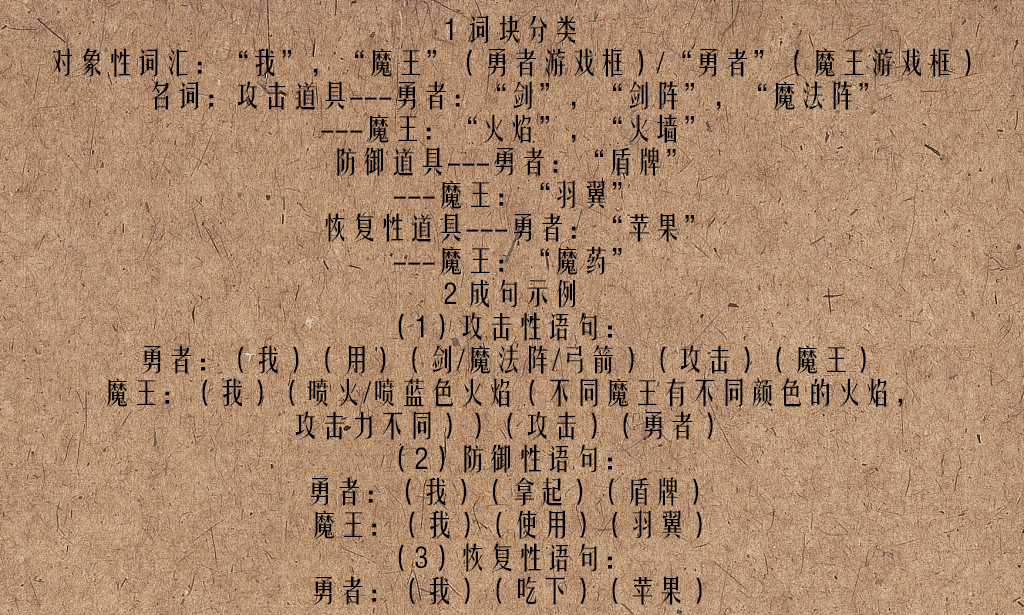 1 词块分类
对象性词汇：“我”，“魔王”（勇者游戏框）/“勇者”（魔王游戏框）
名词：攻击道具---勇者：“剑”，“剑阵”，“魔法阵”
---魔王：“火焰”，“火墙”
防御道具---勇者：“盾牌”
---魔王：“羽翼”
恢复性道具---勇者：“苹果”
---魔王：“魔药”
2 成句示例
（1）攻击性语句：
勇者：（我）（用）（剑/魔法阵/弓箭）（攻击）（魔王）
魔王：（我）（喷火/喷蓝色火焰（不同魔王有不同颜色的火焰，
攻击力不同））（攻击）（勇者）
（2）防御性语句：
勇者：（我）（拿起）（盾牌）
魔王：（我）（使用）（羽翼）
（3）恢复性语句：
勇者：（我）（吃下）（苹果）